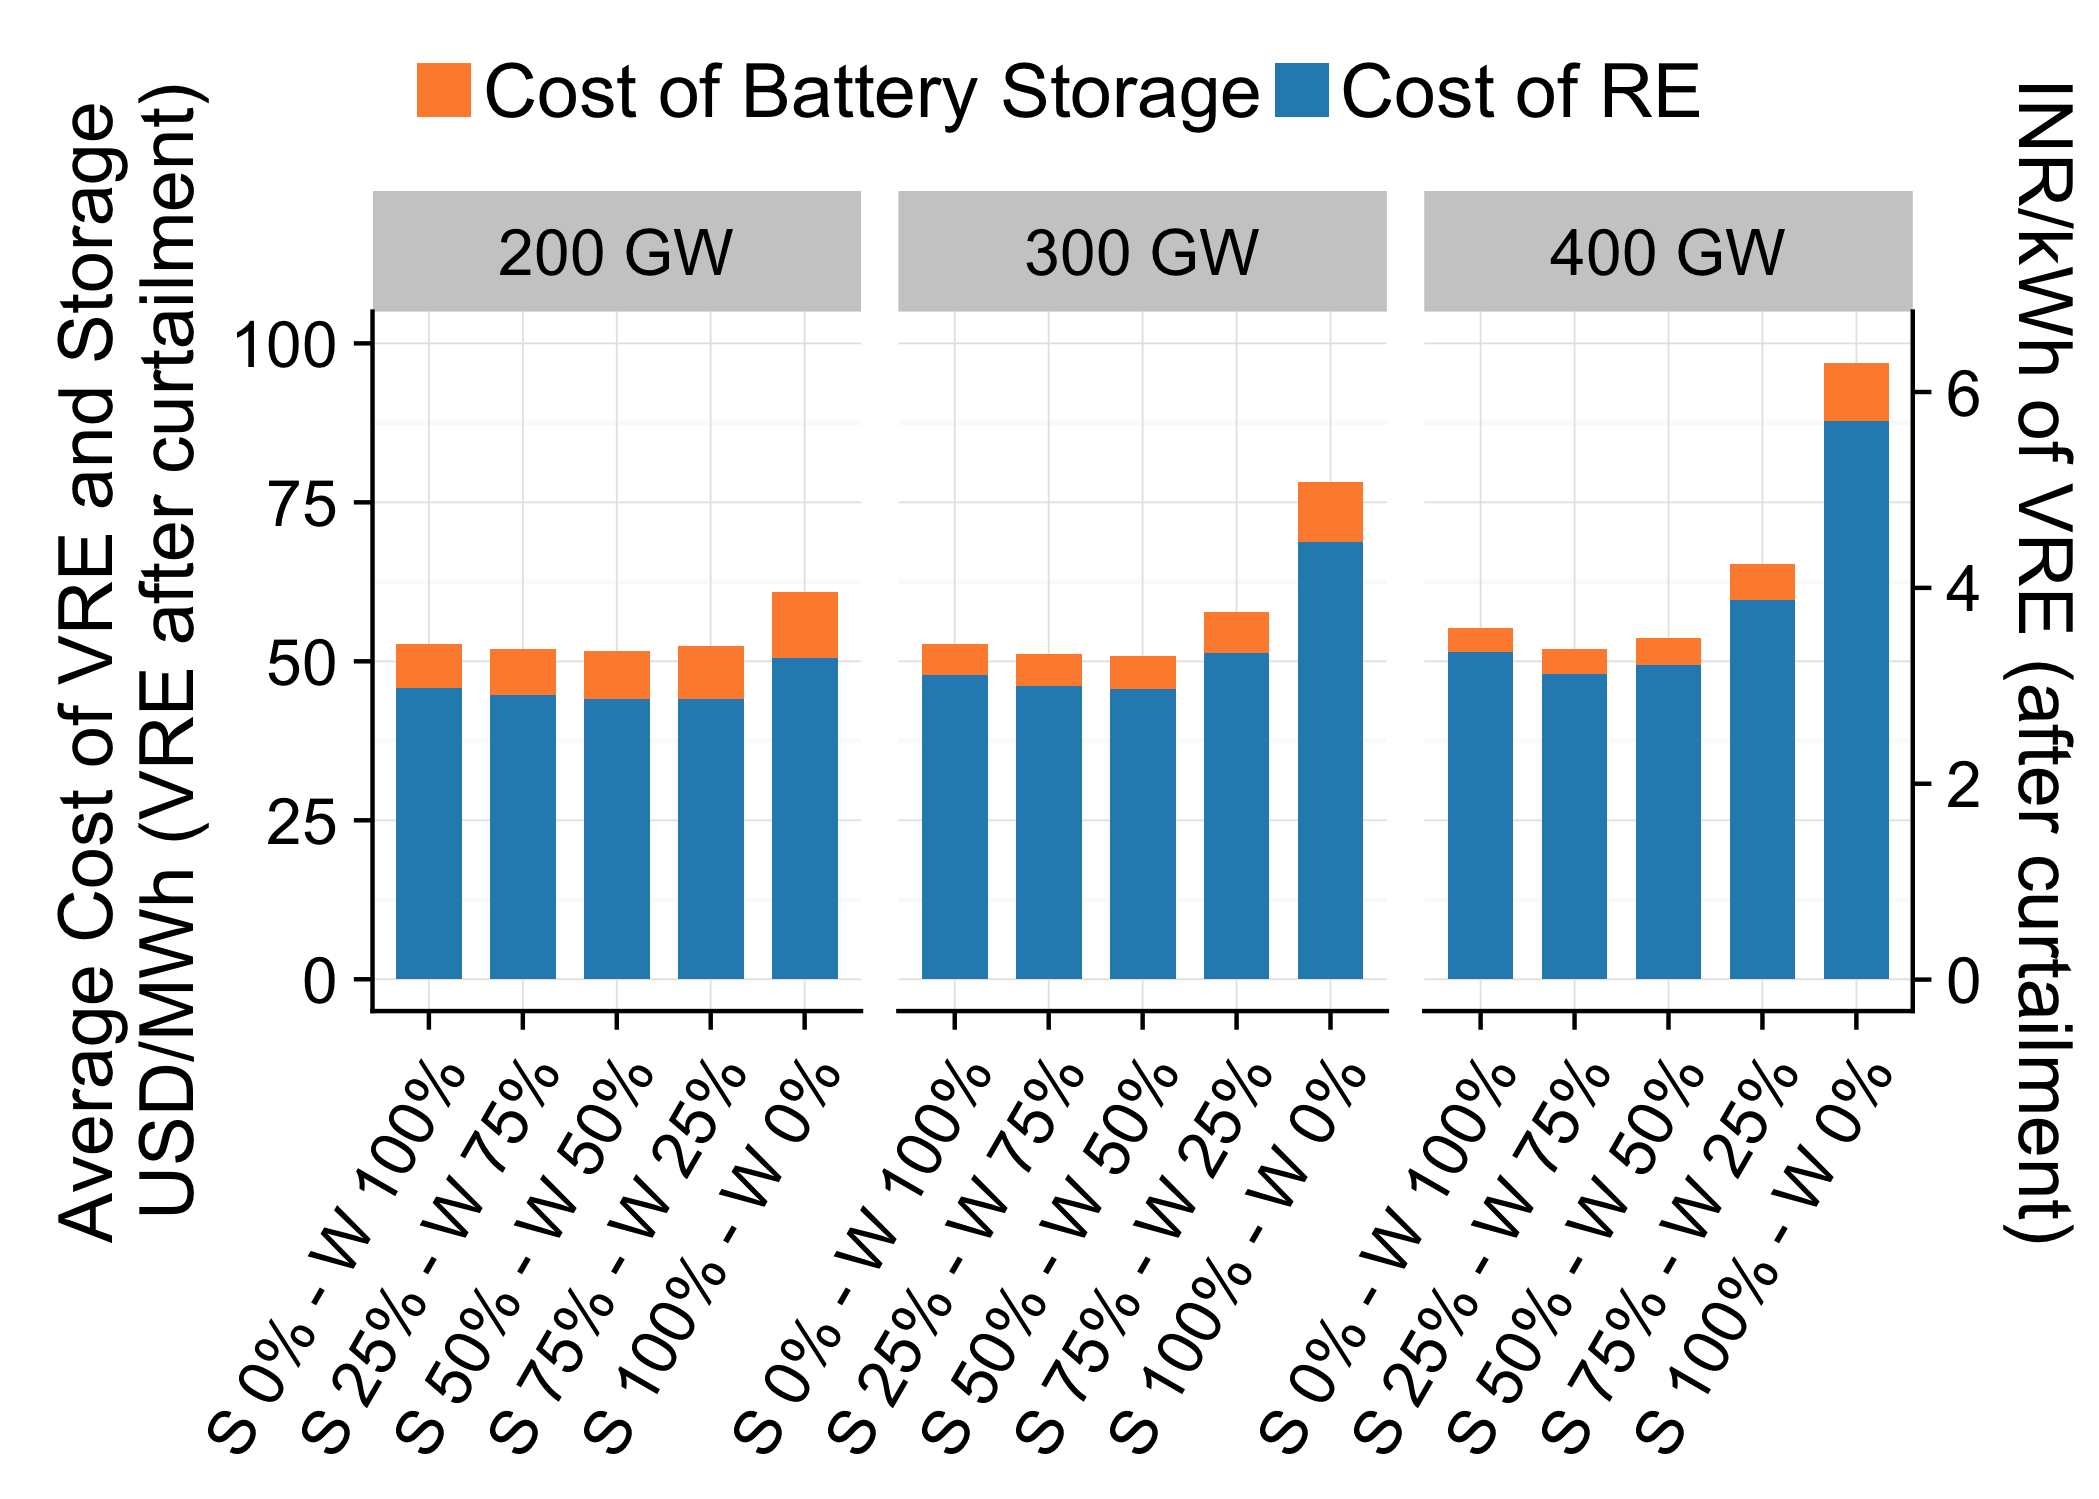 Cost of Battery Storage
Cost of RE
Average Cost of VRE and Storage
USD/MWh (VRE after curtailment)
INR/kWh of VRE (after curtailment)
200 GW
300 GW
400 GW
100
75
50
25
0
6
4
2
0
S 0% - W 100%
S 25% - W 75%
S 50% - W 50%
S 75% - W 25%
S 100% - W 0%
S 0% - W 100%
S 25% - W 75%
S 50% - W 50%
S 75% - W 25%
S 100% - W 0%
S 0% - W 100%
S 25% - W 75%
S 50% - W 50%
S 75% - W 25%
S 100% - W 0%